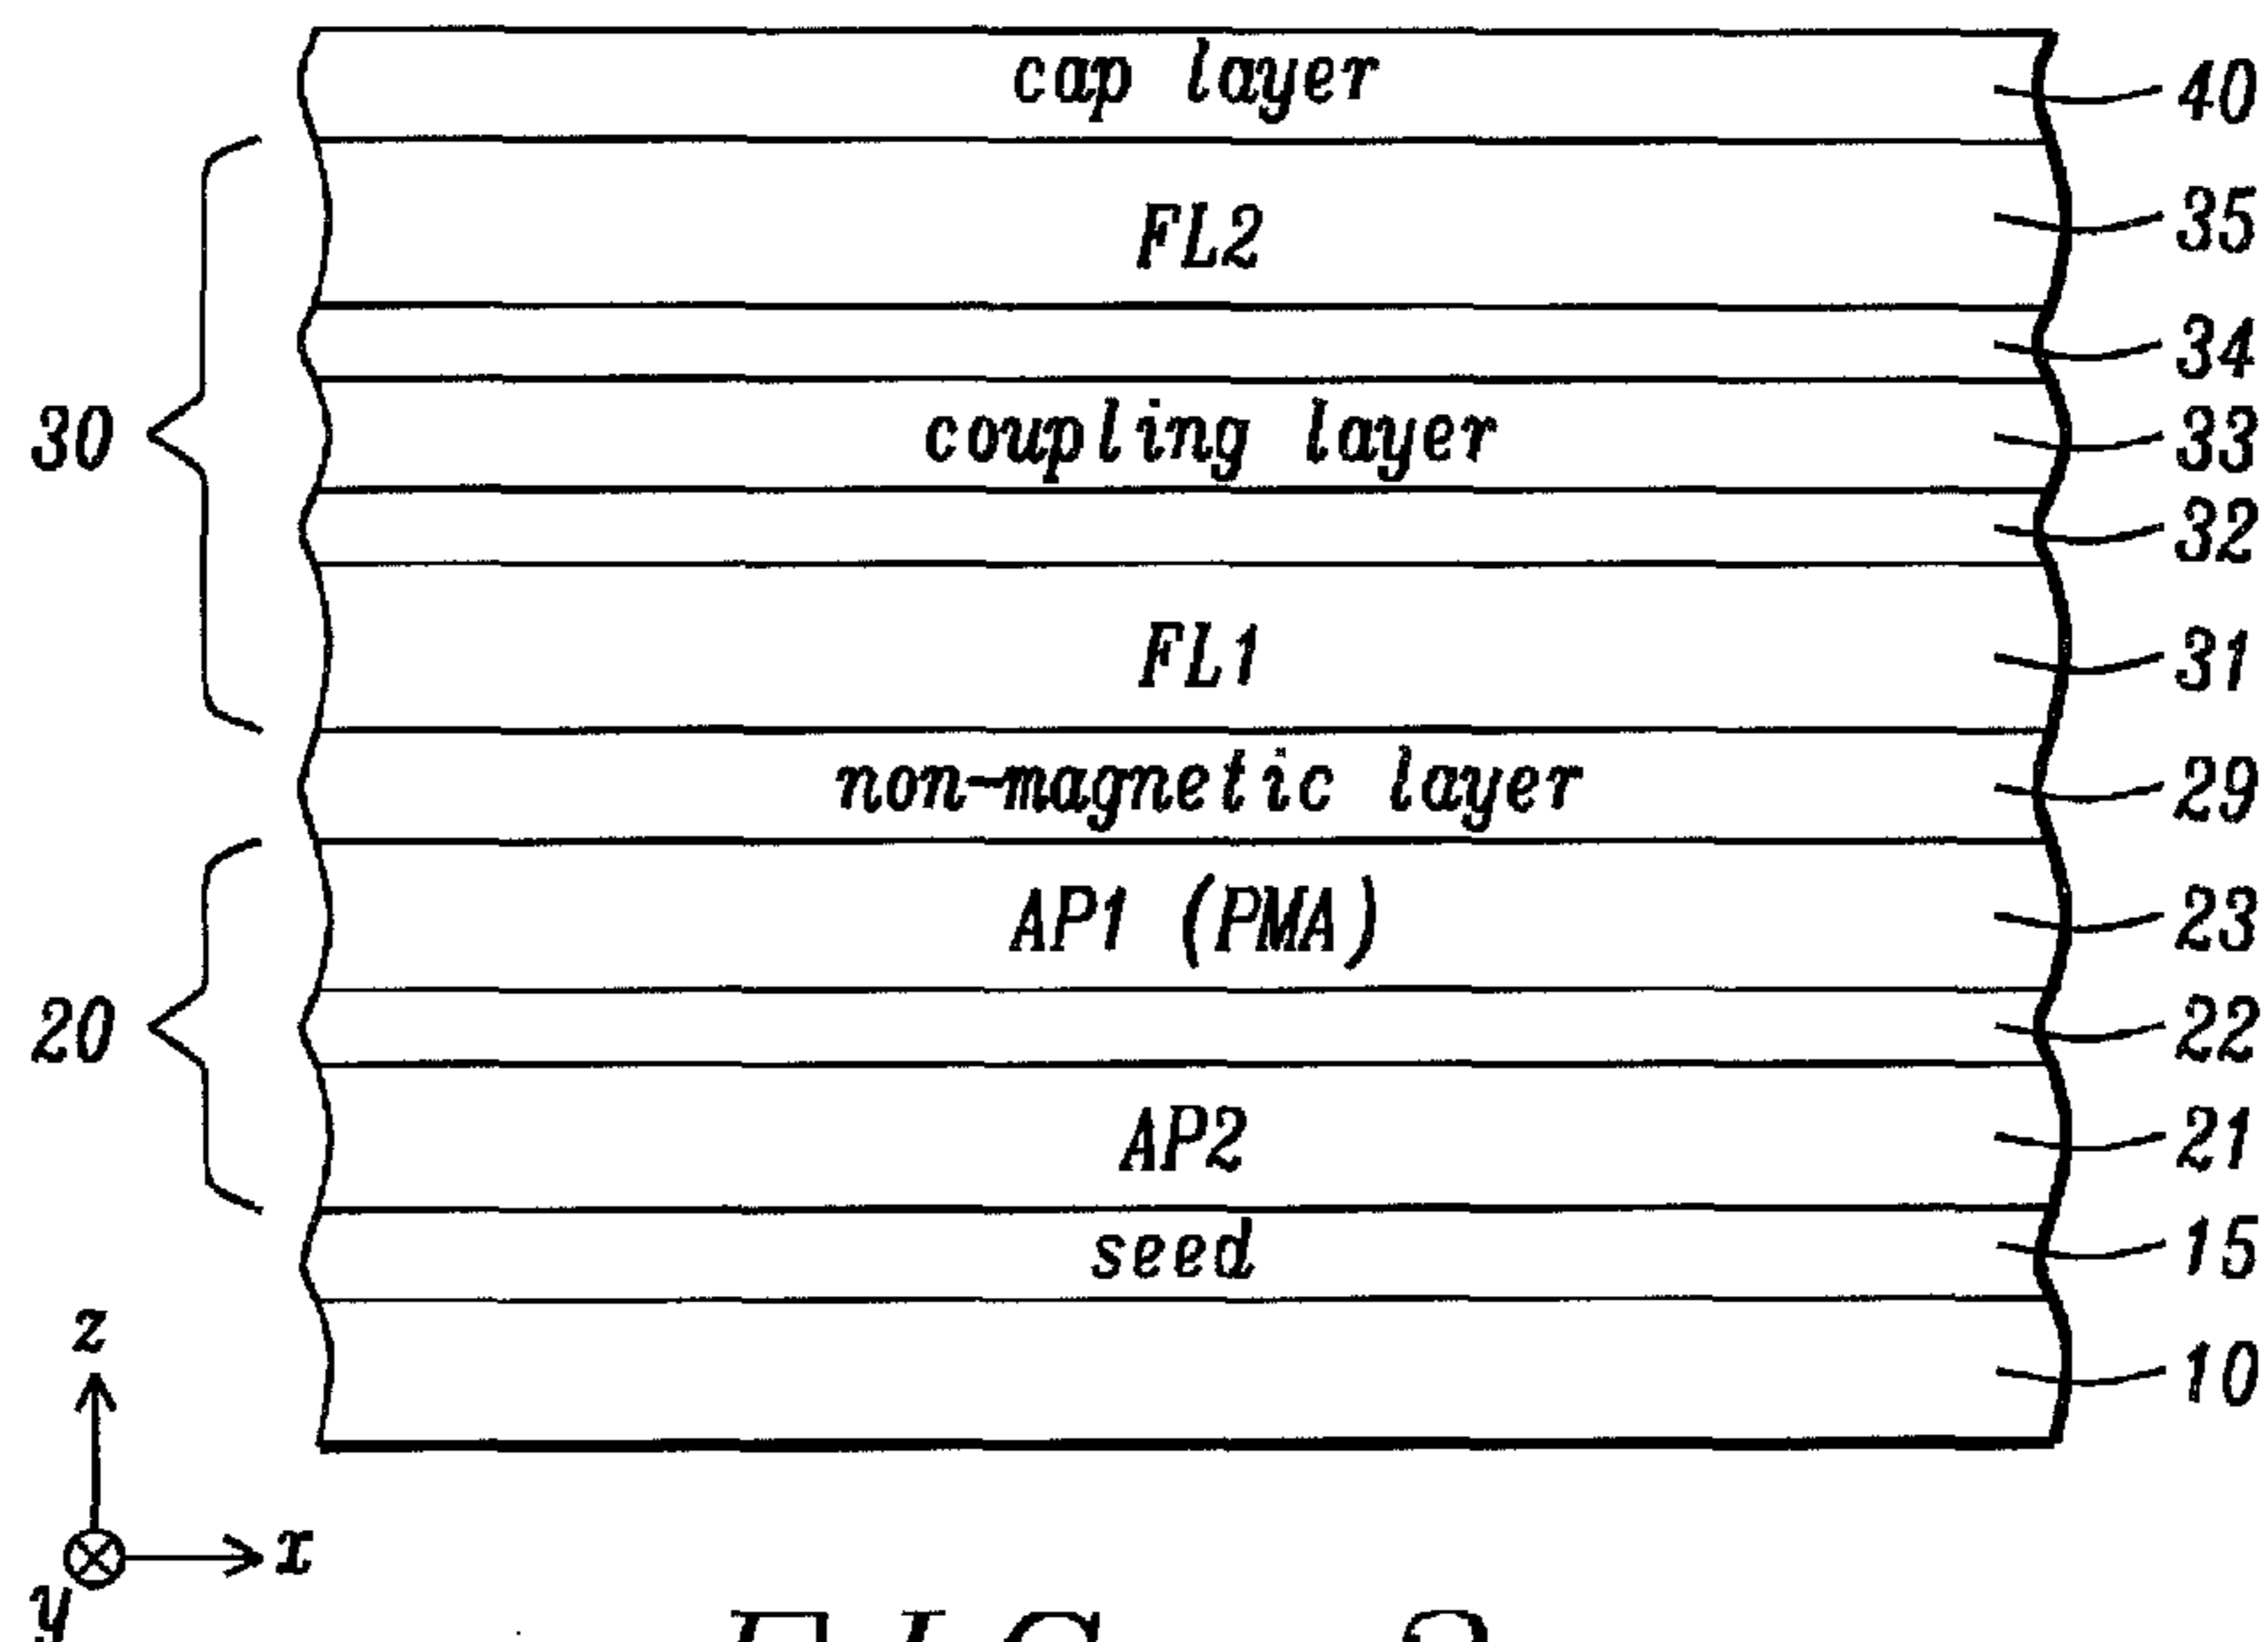 cap layer 40
FL2 35
34
30 coupling layer 33
32
FL1 31
non-magnetic layer 29
AP1 (PMA) 23
20 22
AP2 21
seed 15
z
10
x
y
FIG.